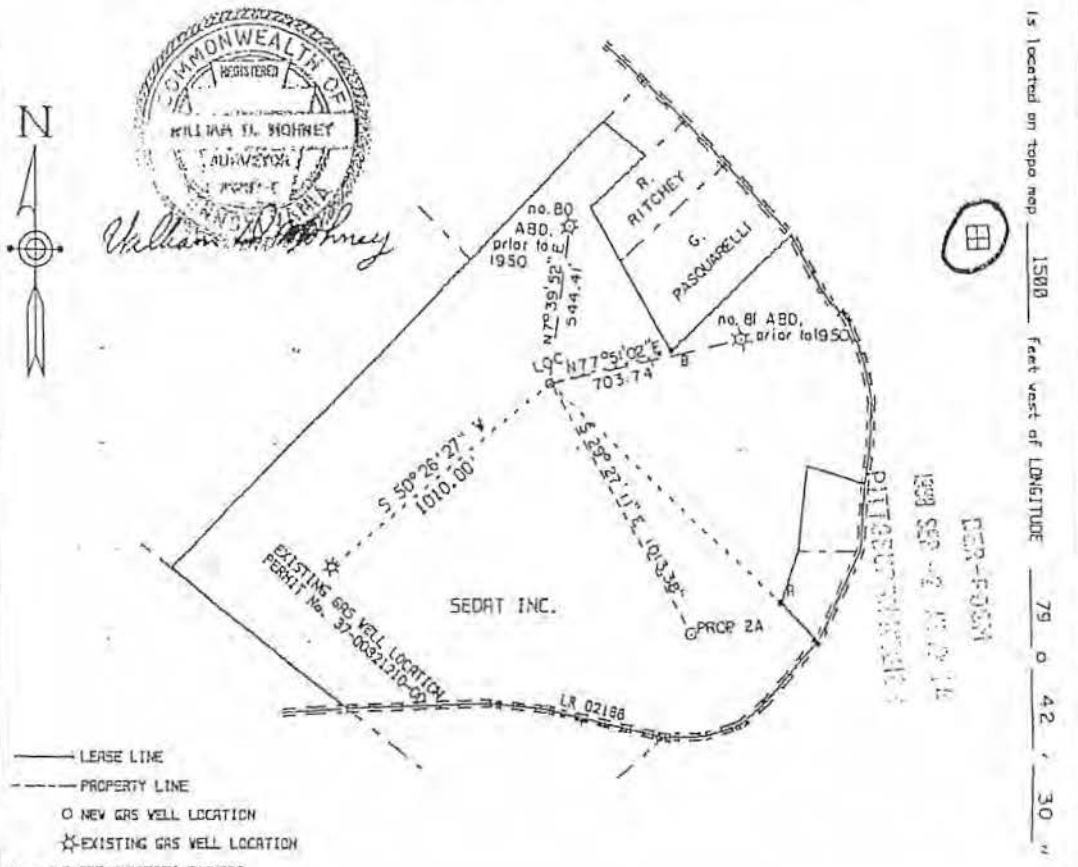 COMMONWEALTH OF
REGISTERED
WILLIAM D. MOHNEY
SURVEYOR
William D. Mohney
N
no. 80
ABD.
prior to
1950
N7°39'52"E
544.41'
R.
RITCHEY
G.
PASQUARELLI
no. 81 ABD.
prior to 1950
LOC
N77°51'02"E
703.74'
B
S 50°26'27" W
1010.00'
S 29°27'11" E 1013.38'
EXISTING GAS WELL LOCATION
PERMIT No. 37-00321210-00
SEDAT INC.
PROP 2A
A
LR 02188
LEASE LINE
PROPERTY LINE
NEW GAS WELL LOCATION
EXISTING GAS WELL LOCATION
is located on topo map 1500 feet west of LONGITUDE 79 o 42 ' 30 "